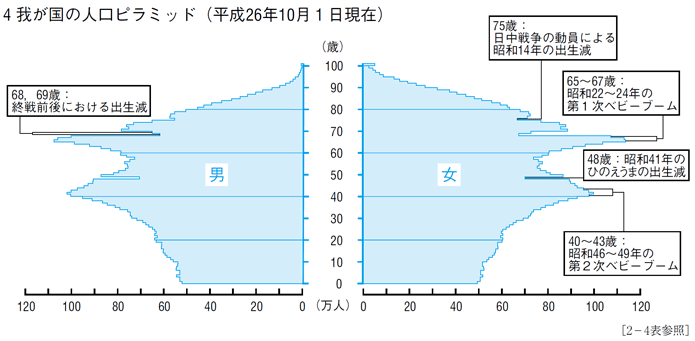 4 我が国の人口ピラミッド（平成26年10月１日現在）
75歳：
日中戦争の動員による
昭和14年の出生減
（歳）
68，69歳：
終戦前後における出生減
65〜67歳：
昭和22〜24年の
第１次ベビーブーム
48歳：昭和41年の
ひのえうまの出生減
40〜43歳：
昭和46〜49年の
第２次ベビーブーム
男
女
100
90
80
70
60
50
40
30
20
10
0
120 100 80 60 40 20 0 （万人） 0 20 40 60 80 100 120
［2－4表参照］